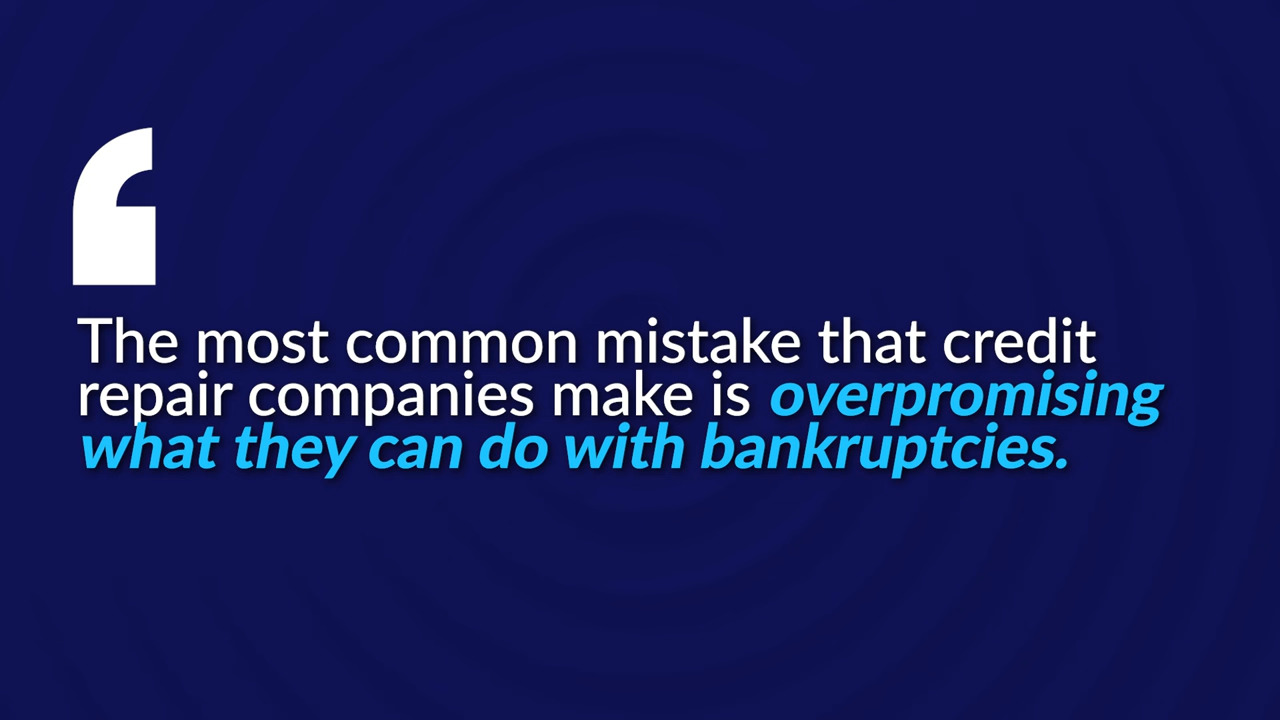 ‘
The most common mistake that credit
repair companies make is overpromising
what they can do with bankruptcies.